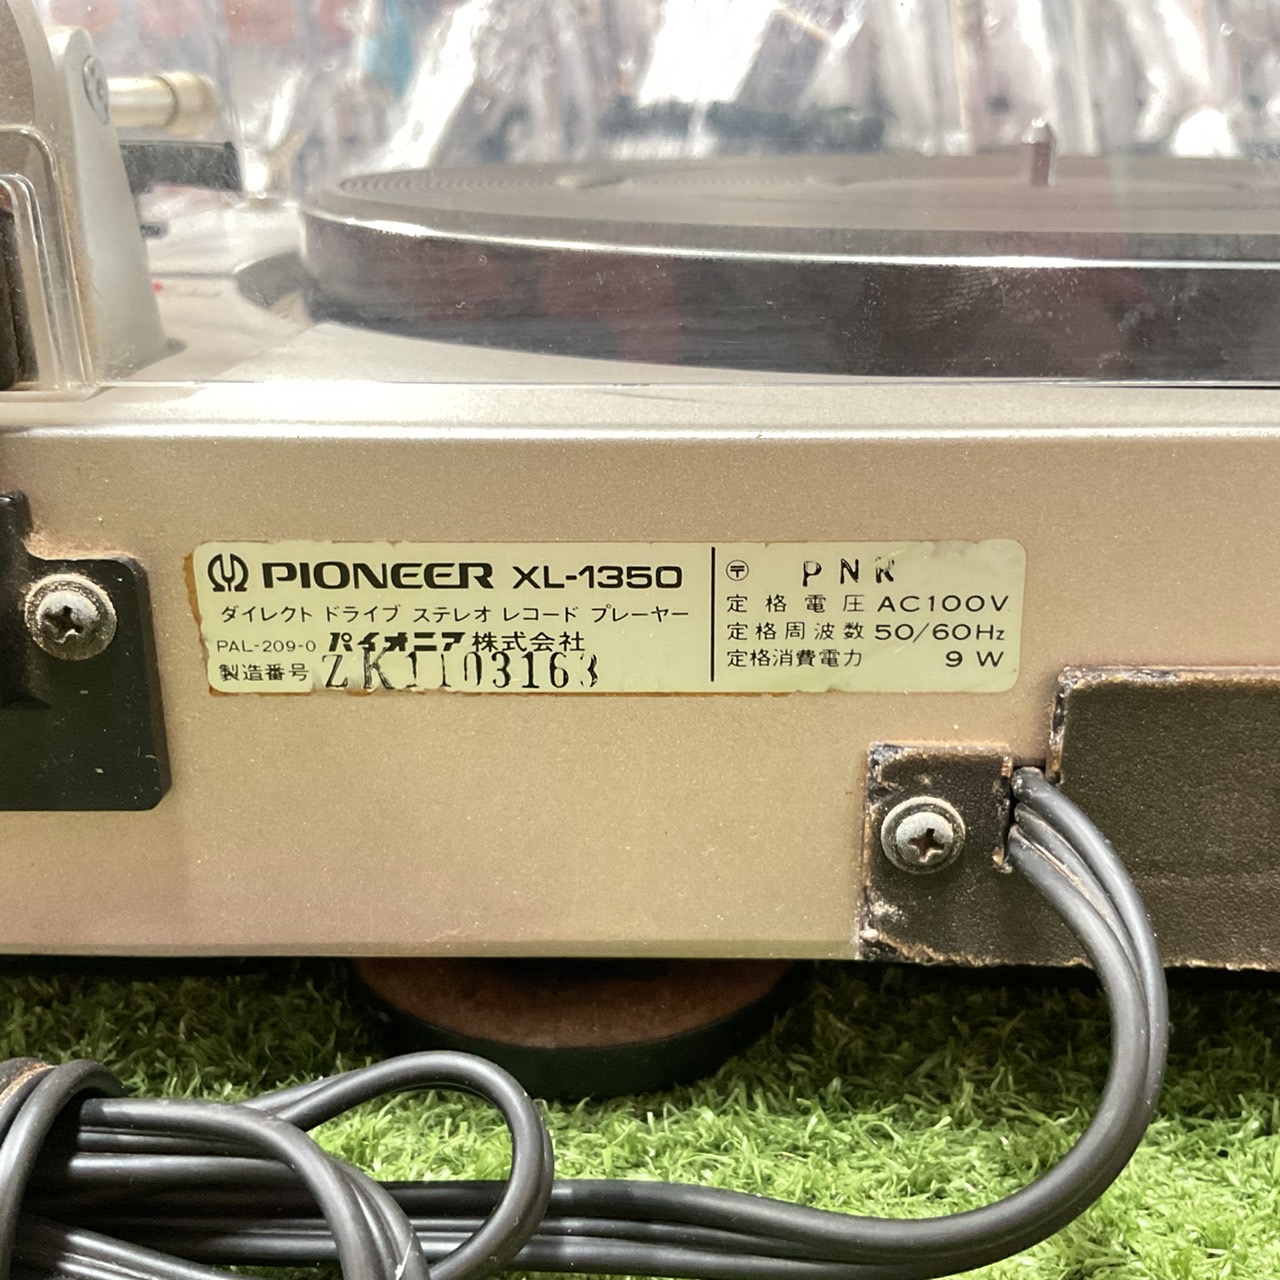 PIONEER XL-1350
ダイレクト ドライブ ステレオ レコード プレーヤー
PAL-209-0 パイオニア株式会社
製造番号 ZK1103163
〒 PNR
定格電圧 AC100V
定格周波数 50/60Hz
定格消費電力 9W